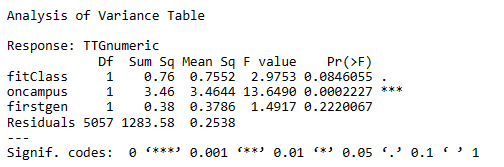 Analysis of Variance Table

Response: TTGnumeric
            Df  Sum Sq Mean Sq F value    Pr(>F)
fitClass     1    0.76  0.7552  2.9753 0.0846055 .
oncampus     1    3.46  3.4644 13.6490 0.0002227 ***
firstgen     1    0.38  0.3786  1.4917 0.2220067
Residuals 5057 1283.58  0.2538
---
Signif. codes:  0 ‘***’ 0.001 ‘**’ 0.01 ‘*’ 0.05 ‘.’ 0.1 ‘ ’ 1